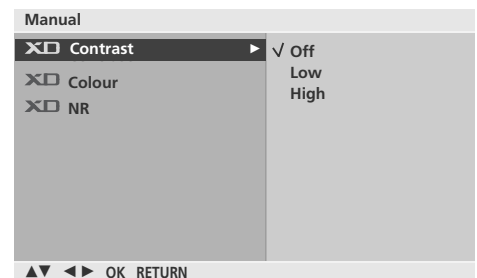 Manual
XD Contrast ► √ Off
Low
XD Colour
High
XD NR
▲▼ ◄► OK RETURN